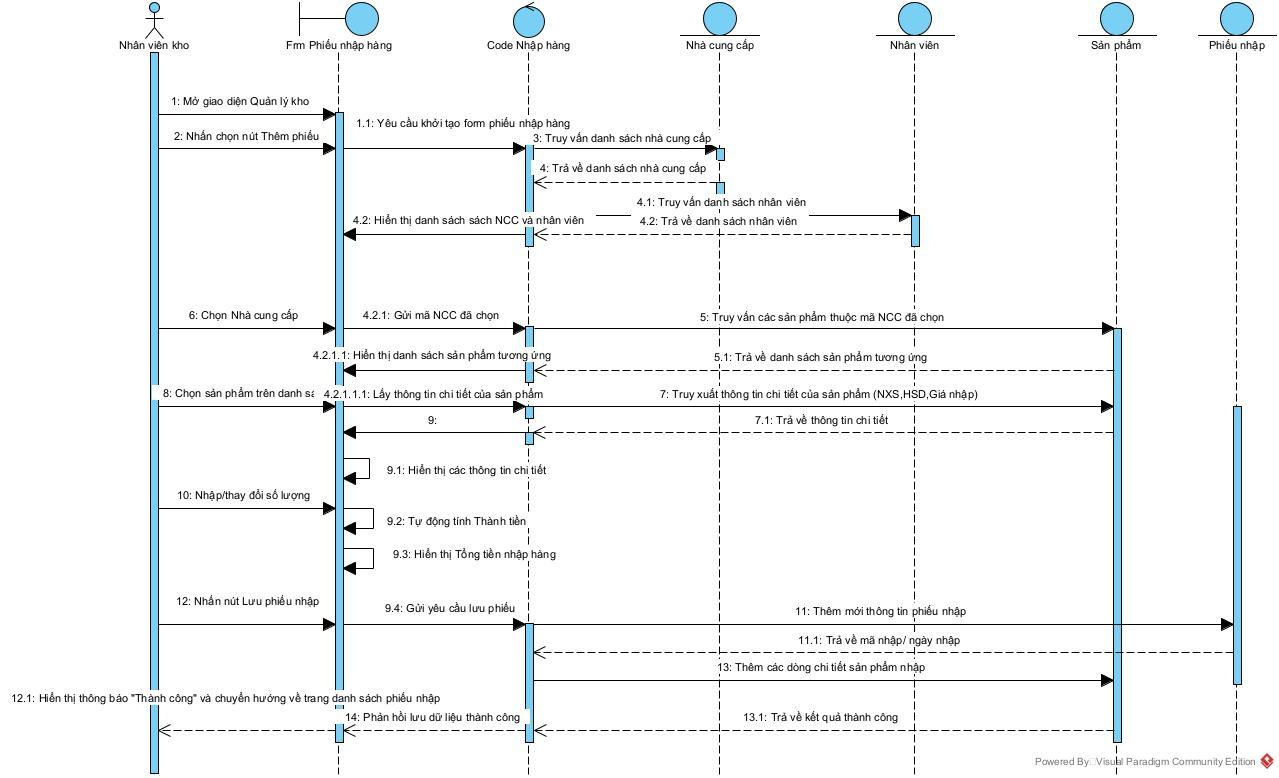 Nhân viên kho
Frm Phiếu nhập hàng
Code Nhập hàng
Nhà cung cấp
Nhân viên
Sản phẩm
Phiếu nhập
1: Mở giao diện Quản lý kho
1.1: Yêu cầu khởi tạo form phiếu nhập hàng
2: Nhấn chọn nút Thêm phiếu
3: Truy vấn danh sách nhà cung cấp
4: Trả về danh sách nhà cung cấp
4.1: Truy vấn danh sách nhân viên
4.2: Hiển thị danh sách sách NCC và nhân viên
4.2: Trả về danh sách nhân viên
6: Chọn Nhà cung cấp
4.2.1: Gửi mã NCC đã chọn
5: Truy vấn các sản phẩm thuộc mã NCC đã chọn
4.2.1.1: Hiển thị danh sách sản phẩm tương ứng
5.1: Trả về danh sách sản phẩm tương ứng
8: Chọn sản phẩm trên danh sá
4.2.1.1.1: Lấy thông tin chi tiết của sản phẩm
7: Truy xuất thông tin chi tiết của sản phẩm (NXS,HSD,Giá nhập)
9:
7.1: Trả về thông tin chi tiết
9.1: Hiển thị các thông tin chi tiết
10: Nhập/thay đổi số lượng
9.2: Tự động tính Thành tiền
9.3: Hiển thị Tổng tiền nhập hàng
12: Nhấn nút Lưu phiếu nhập
9.4: Gửi yêu cầu lưu phiếu
11: Thêm mới thông tin phiếu nhập
11.1: Trả về mã nhập/ ngày nhập
13: Thêm các dòng chi tiết sản phẩm nhập
12.1: Hiển thị thông báo "Thành công" và chuyển hướng về trang danh sách phiếu nhập
14: Phản hồi lưu dữ liệu thành công
13.1: Trả về kết quả thành công
Powered By Visual Paradigm Community Edition